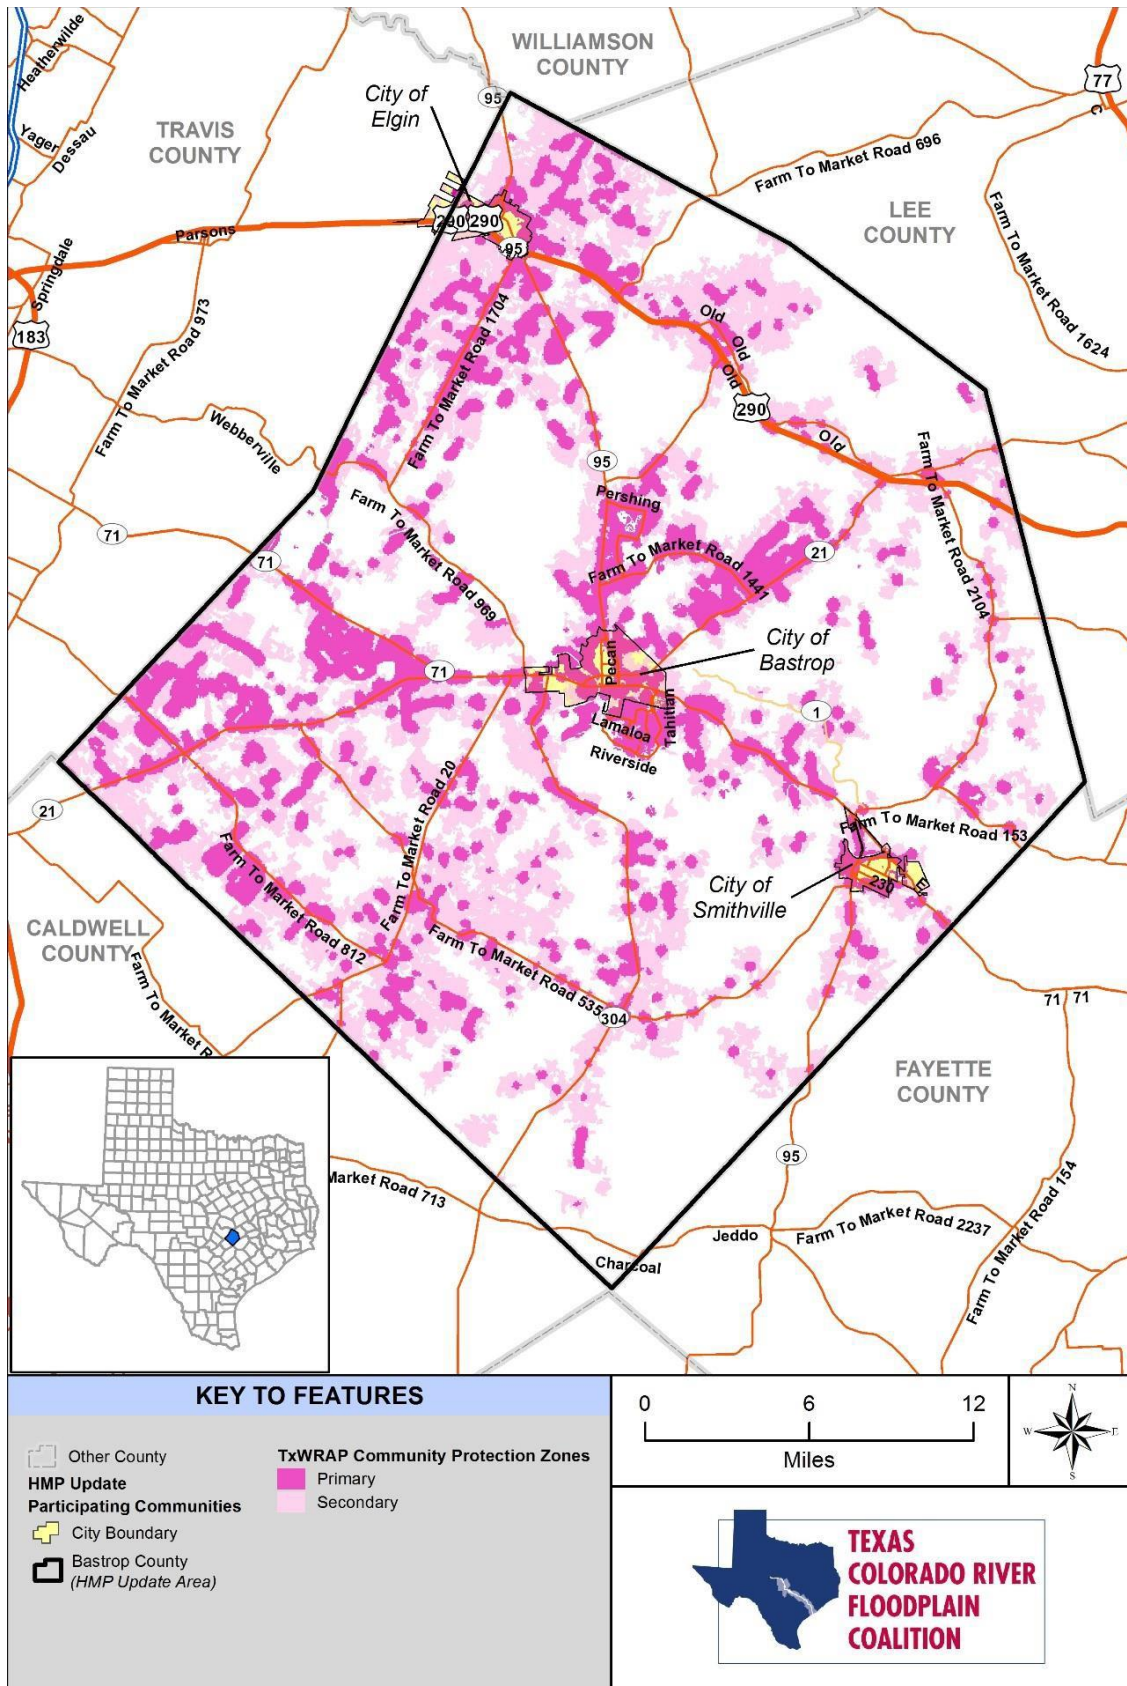 WILLIAMSON
COUNTY
77
C
Heatherwilde
City of
Elgin
95
TRAVIS
COUNTY
Yager
Dessau
Farm To Market Road 696
LEE
COUNTY
290
290
Parsons
95
Springdale
Farm To Market Road 1624
183
Farm To Market Road 973
Farm To Market Road 1704
Old
Old
Old
290
Webberville
Old
95
Farm To Market Road 2104
Pershing
Farm To Market Road 969
71
71
21
Farm To Market Road 1441
City of
Bastrop
Pecan
71
Tahitian
1
Lamaloa
Riverside
21
Farm To Market Road 20
Farm To Market Road 153
Farm To Market Road 812
City of
Smithville
230
CALDWELL
COUNTY
Farm To Market Road 535
Farm To Market R
304
71 71
FAYETTE
COUNTY
95
Market Road 713
Farm To Market Road 154
Jeddo
Farm To Market Road 2237
Charcoal
KEY TO FEATURES
Other County
HMP Update
Participating Communities
City Boundary
Bastrop County
(HMP Update Area)
TxWRAP Community Protection Zones
Primary
Secondary
0 6 12
Miles
N
W E
S
TEXAS
COLORADO RIVER
FLOODPLAIN
COALITION